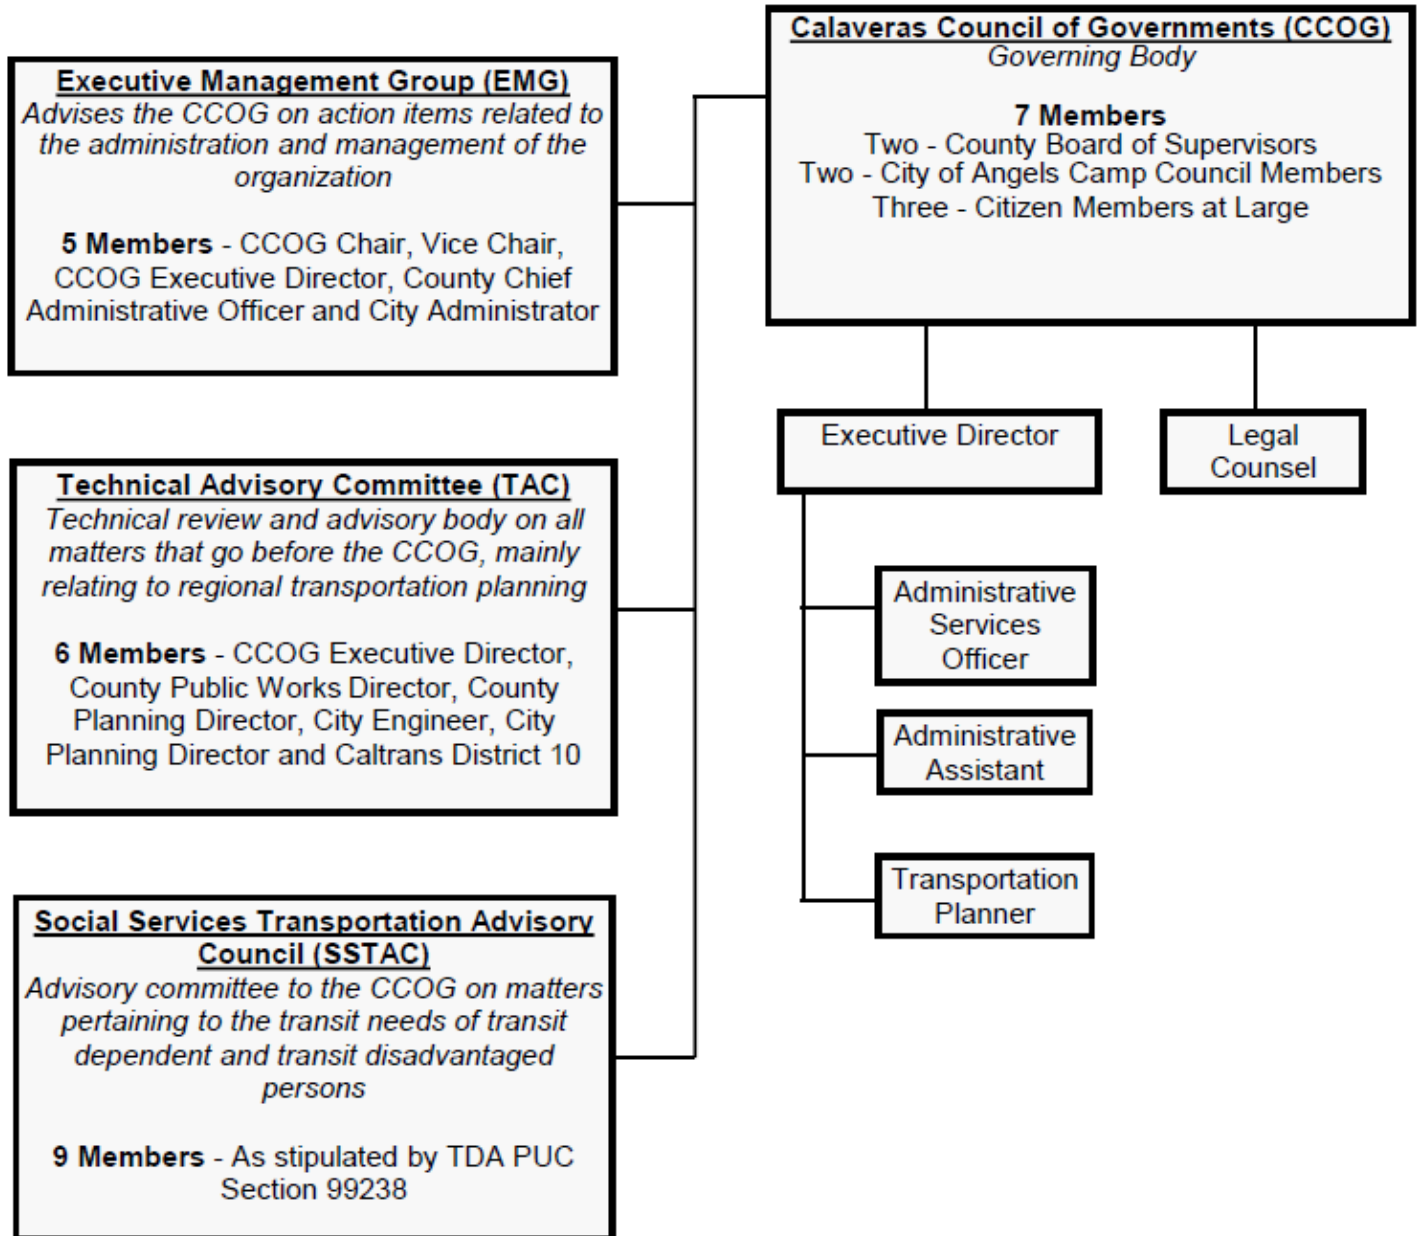 Calaveras Council of Governments (CCOG)
Governing Body
7 Members
Two - County Board of Supervisors
Two - City of Angels Camp Council Members
Three - Citizen Members at Large
Executive Management Group (EMG)
Advises the CCOG on action items related to
the administration and management of the
organization
5 Members - CCOG Chair, Vice Chair,
CCOG Executive Director, County Chief
Administrative Officer and City Administrator
Technical Advisory Committee (TAC)
Technical review and advisory body on all
matters that go before the CCOG, mainly
relating to regional transportation planning
6 Members - CCOG Executive Director,
County Public Works Director, County
Planning Director, City Engineer, City
Planning Director and Caltrans District 10
Social Services Transportation Advisory
Council (SSTAC)
Advisory committee to the CCOG on matters
pertaining to the transit needs of transit
dependent and transit disadvantaged
persons
9 Members - As stipulated by TDA PUC
Section 99238
Executive Director
Legal
Counsel
Administrative
Services
Officer
Administrative
Assistant
Transportation
Planner